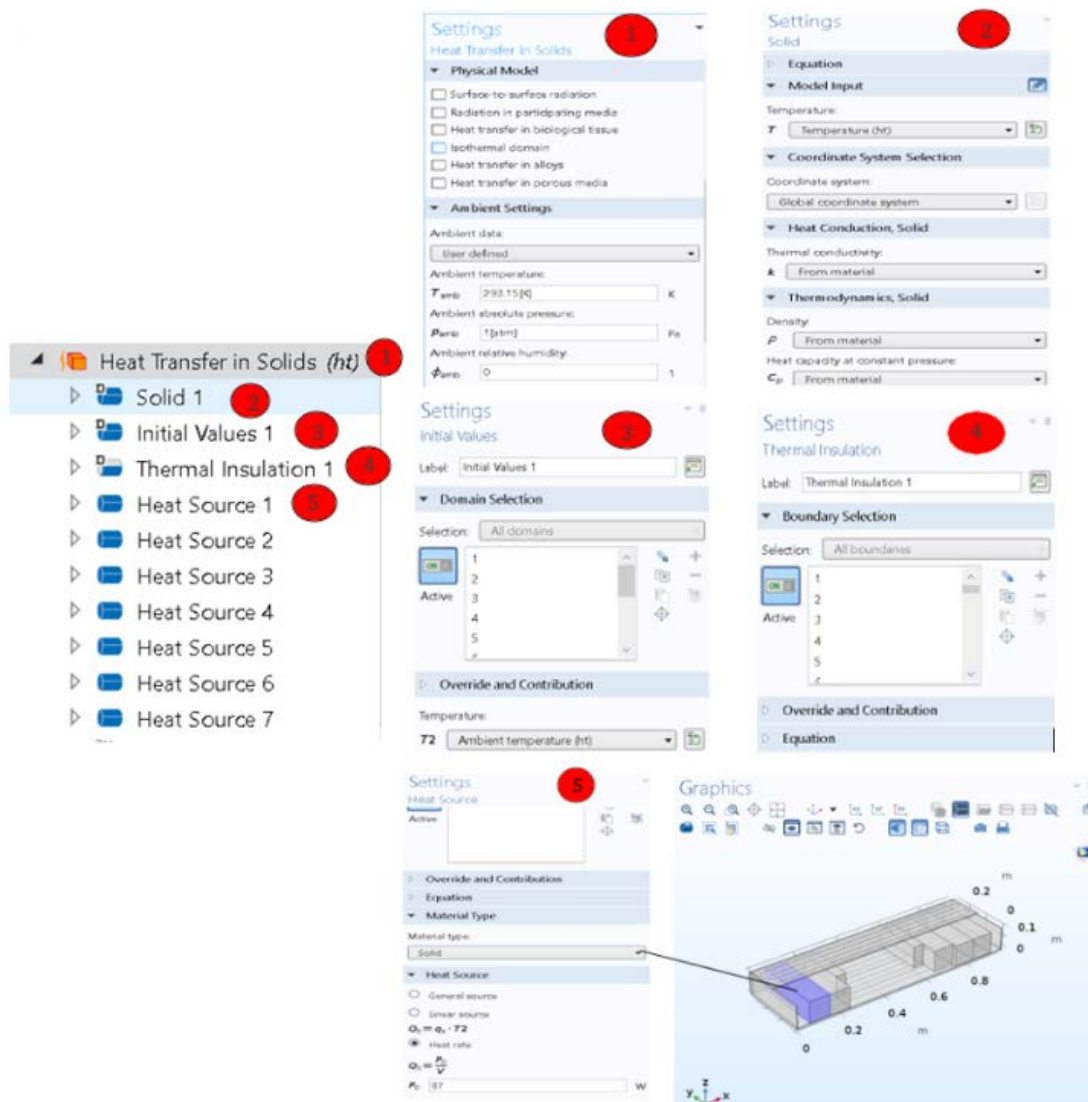 Settings
1
Heat Transfer in Solids
Physical Model
Surface-to-surface radiation
Radiation in participating media
Heat transfer in biological tissue
Isothermal domain
Heat transfer in alloys
Heat transfer in porous media
Ambient Settings
Ambient data:
User defined
Ambient temperature:
Tamb 293.15[K] K
Ambient absolute pressure:
pamb 1[atm] Pa
Ambient relative humidity:
ϕamb 0 1
Settings
2
Solid
Equation
Model Input
Temperature:
T Temperature (ht)
Coordinate System Selection
Coordinate system:
Global coordinate system
Heat Conduction, Solid
Thermal conductivity:
k From material
Thermodynamics, Solid
Density:
ρ From material
Heat capacity at constant pressure:
Cp From material
Heat Transfer in Solids (ht) 1
Solid 1 2
Initial Values 1 3
Thermal Insulation 1 4
Heat Source 1 5
Heat Source 2
Heat Source 3
Heat Source 4
Heat Source 5
Heat Source 6
Heat Source 7
Settings
3
Initial Values
Label: Initial Values 1
Domain Selection
Selection: All domains
Active
1
2
3
4
5
Override and Contribution
Temperature:
T2 Ambient temperature (ht)
Settings
4
Thermal Insulation
Label: Thermal Insulation 1
Boundary Selection
Selection: All boundaries
Active
1
2
3
4
5
Override and Contribution
Equation
Settings
5
Heat Source
Active
Override and Contribution
Equation
Material Type
Material type:
Solid
Heat Source
General source
Linear source
Q0 = qs · T2
Heat rate
Q0 = P0/V
P0 87 W
Graphics
m
0.2
0
0.1
0
m
0.8
0.6
0.4
m
0.2
0
z
y
x